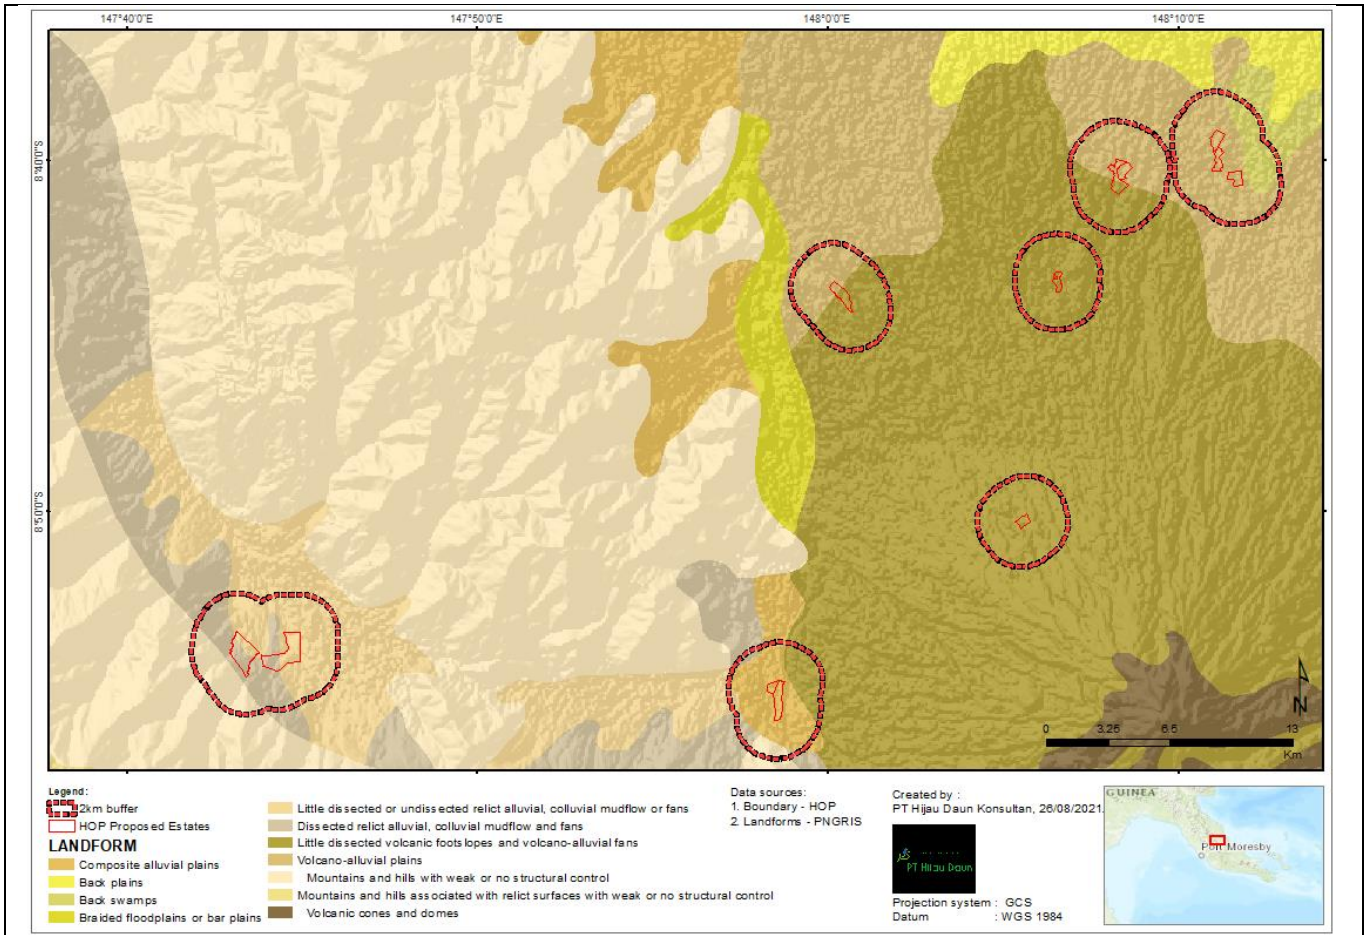 147°40'0"E 147°50'0"E 148°0'0"E 148°10'0"E
8°40'0"S
8°50'0"S
N
0 3.25 6.5 13
Km
Legend:
2km buffer
HOP Proposed Estates
LANDFORM
Composite alluvial plains
Back plains
Back swamps
Braided floodplains or bar plains
Little dissected or undissected relict alluvial, colluvial mudflow or fans
Dissected relict alluvial, colluvial mudflow and fans
Little dissected volcanic footslopes and volcano-alluvial fans
Volcano-alluvial plains
Mountains and hills with weak or no structural control
Mountains and hills associated with relict surfaces with weak or no structural control
Volcanic cones and domes
Data sources:
1. Boundary - HOP
2. Landforms - PNGRIS
Created by :
PT Hijau Daun Konsultan, 26/08/2021.
PT Hijau Daun
Projection system : GCS
Datum : WGS 1984
GUINEA
Port Moresby